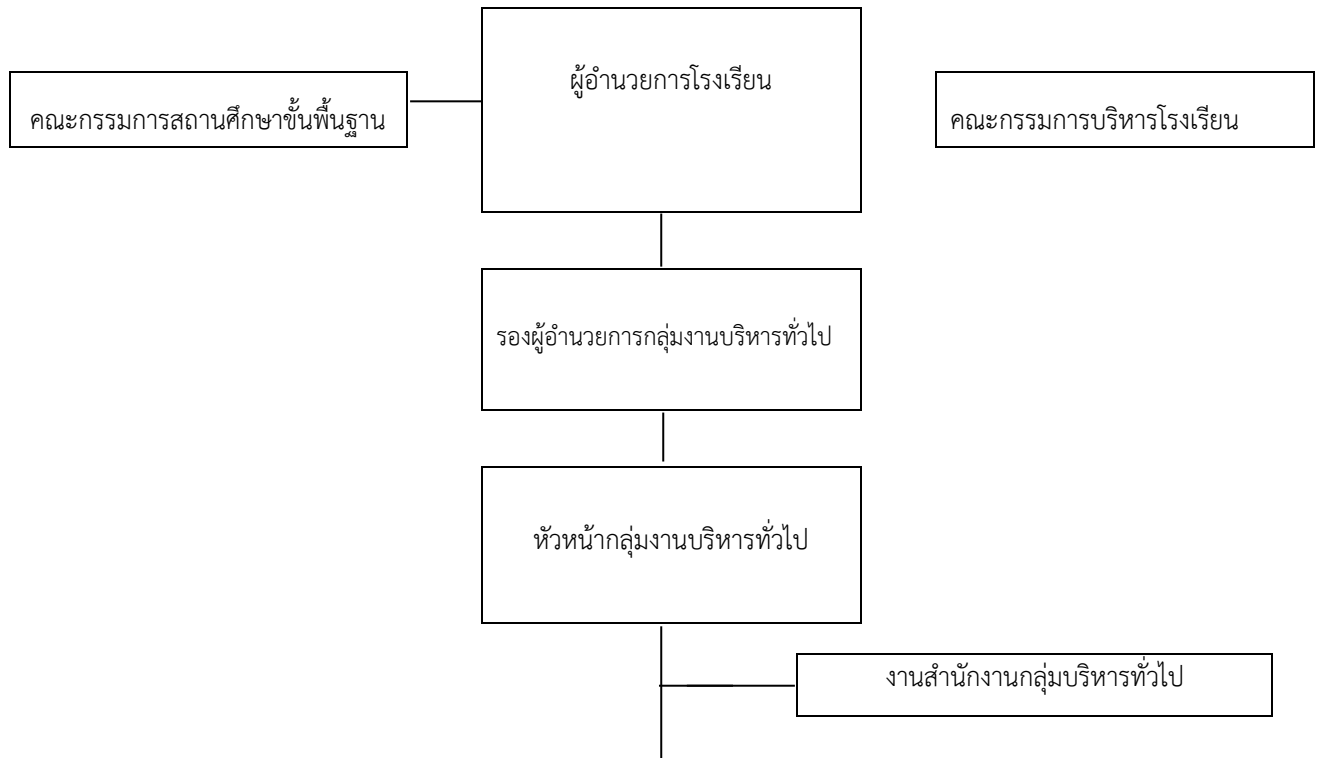 ผู้อำนวยการโรงเรียน
คณะกรรมการสถานศึกษาขั้นพื้นฐาน
คณะกรรมการบริหารโรงเรียน
รองผู้อำนวยการกลุ่มงานบริหารทั่วไป
หัวหน้ากลุ่มงานบริหารทั่วไป
งานสำนักงานกลุ่มบริหารทั่วไป